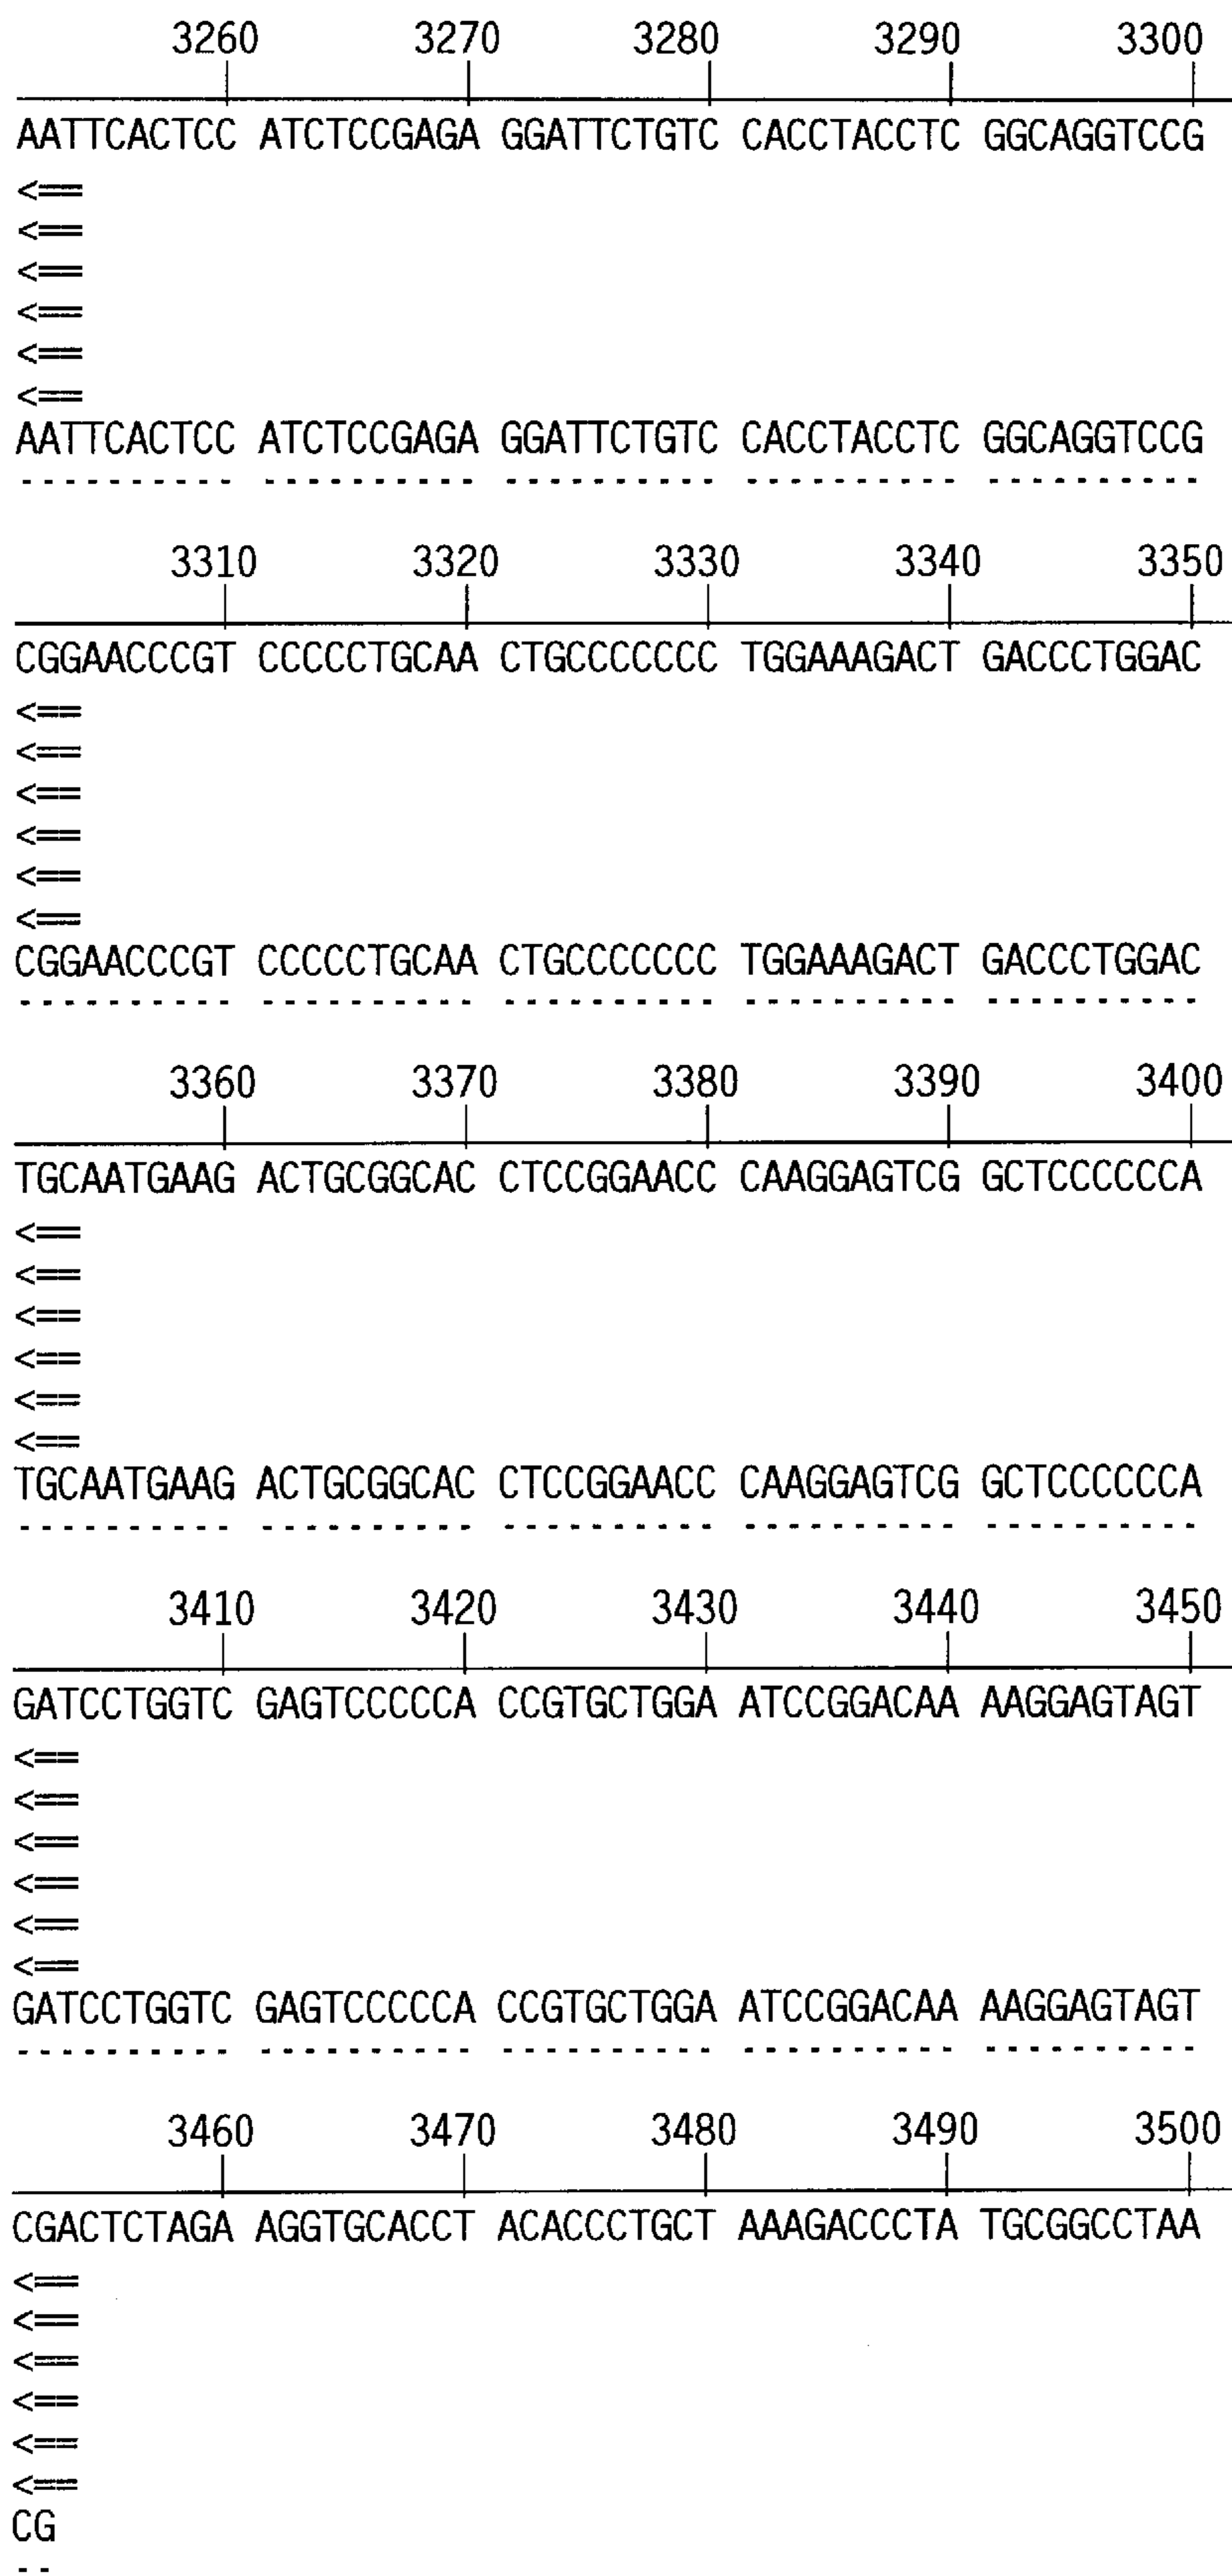 3260 3270 3280 3290 3300
AATTCACTCC ATCTCCGAGA GGATTCTGTC CACCTACCTC GGCAGGTCCG
<==
<==
<==
<==
<==
<==
AATTCACTCC ATCTCCGAGA GGATTCTGTC CACCTACCTC GGCAGGTCCG
---------- ---------- ---------- ---------- ----------
3310 3320 3330 3340 3350
CGGAACCCGT CCCCCTGCAA CTGCCCCCCC TGGAAAGACT GACCCTGGAC
<==
<==
<==
<==
<==
<==
CGGAACCCGT CCCCCTGCAA CTGCCCCCCC TGGAAAGACT GACCCTGGAC
---------- ---------- ---------- ---------- ----------
3360 3370 3380 3390 3400
TGCAATGAAG ACTGCGGCAC CTCCGGAACC CAAGGAGTCG GCTCCCCCCA
<==
<==
<==
<==
<==
<==
TGCAATGAAG ACTGCGGCAC CTCCGGAACC CAAGGAGTCG GCTCCCCCCA
---------- ---------- ---------- ---------- ----------
3410 3420 3430 3440 3450
GATCCTGGTC GAGTCCCCCA CCGTGCTGGA ATCCGGACAA AAGGAGTAGT
<==
<==
<==
<==
<==
<==
GATCCTGGTC GAGTCCCCCA CCGTGCTGGA ATCCGGACAA AAGGAGTAGT
---------- ---------- ---------- ---------- ----------
3460 3470 3480 3490 3500
CGACTCTAGA AGGTGCACCT ACACCCTGCT AAAGACCCTA TGCGGCCTAA
<==
<==
<==
<==
<==
<==
CG
--